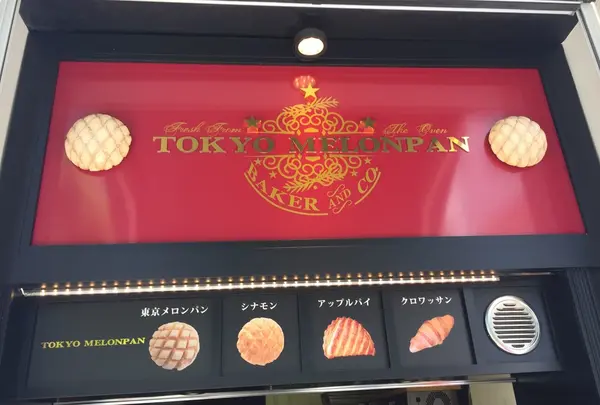 Fresh From The Oven
TOKYO MELONPAN
BAKER AND CO.
東京メロンパン シナモン アップルパイ クロワッサン
TOKYO MELONPAN